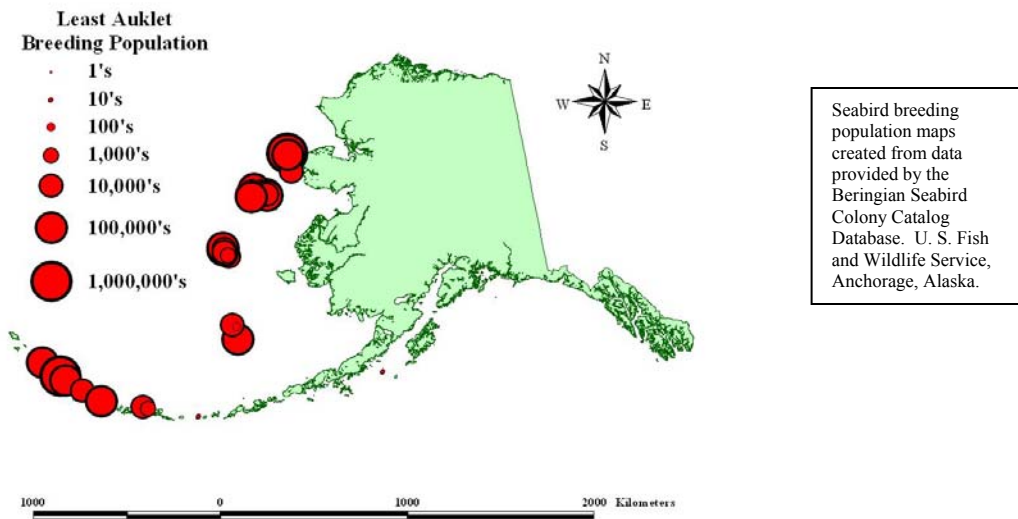 Least Auklet
Breeding Population
1's
10's
100's
1,000's
10,000's
100,000's
1,000,000's
N
W E
S
Seabird breeding
population maps
created from data
provided by the
Beringian Seabird
Colony Catalog
Database. U. S. Fish
and Wildlife Service,
Anchorage, Alaska.
1000 0 1000 2000 Kilometers